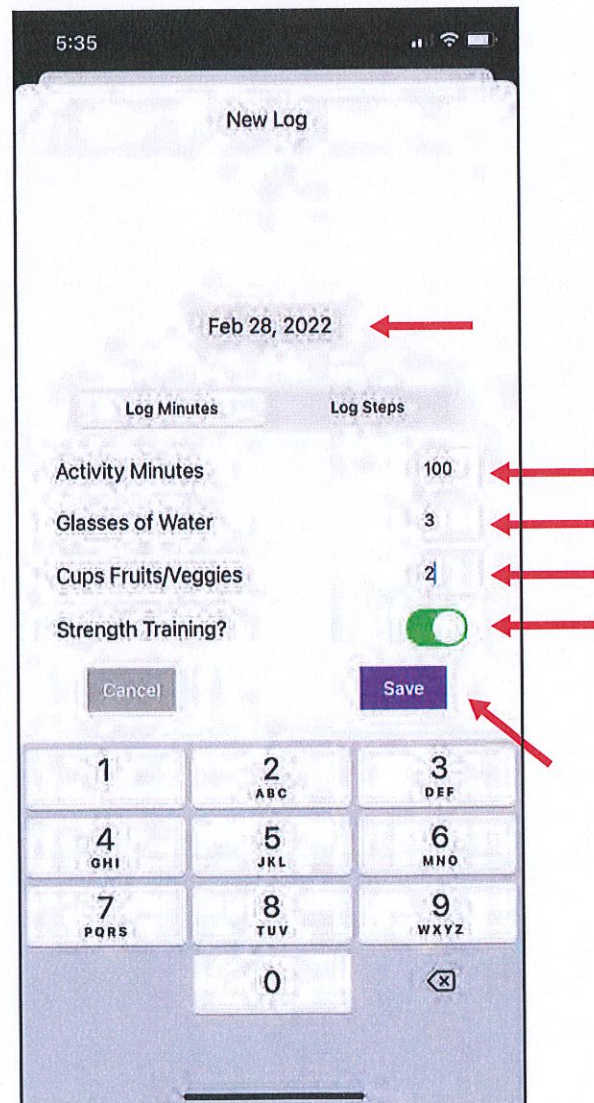 5:35
New Log
Feb 28, 2022
Log Minutes Log Steps
Activity Minutes 100
Glasses of Water 3
Cups Fruits/Veggies 2
Strength Training?
Cancel Save
1 2 3
ABC DEF
4 5 6
GHI JKL MNO
7 8 9
PQRS TUV WXYZ
0